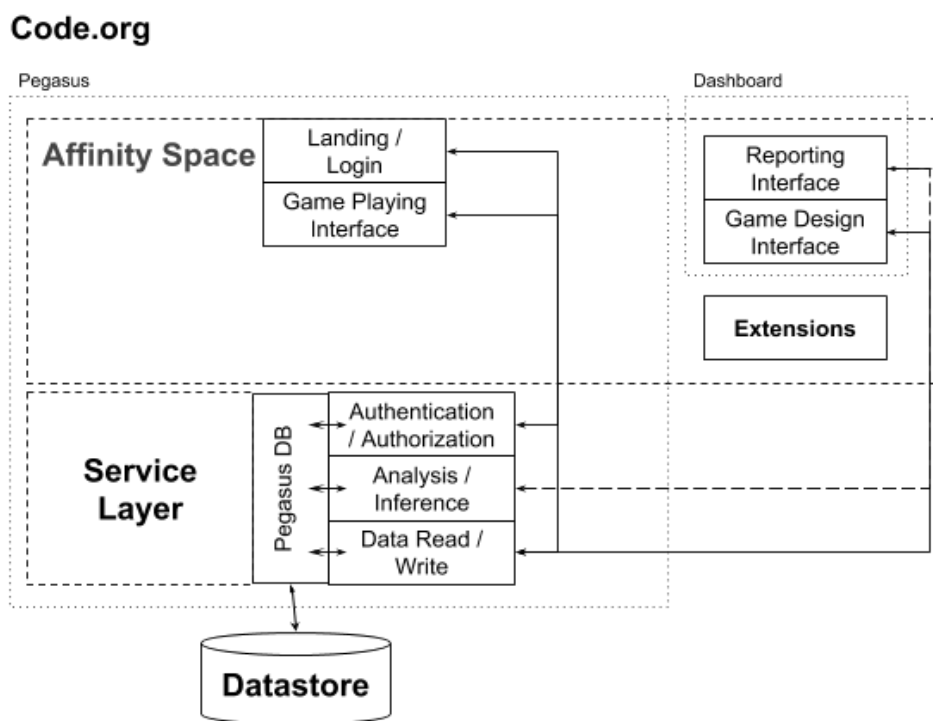 Code.org
Pegasus
Dashboard
Affinity Space
Landing /
Login
Game Playing
Interface
Reporting
Interface
Game Design
Interface
Extensions
Service
Layer
Pegasus DB
Authentication
/ Authorization
Analysis /
Inference
Data Read /
Write
Datastore